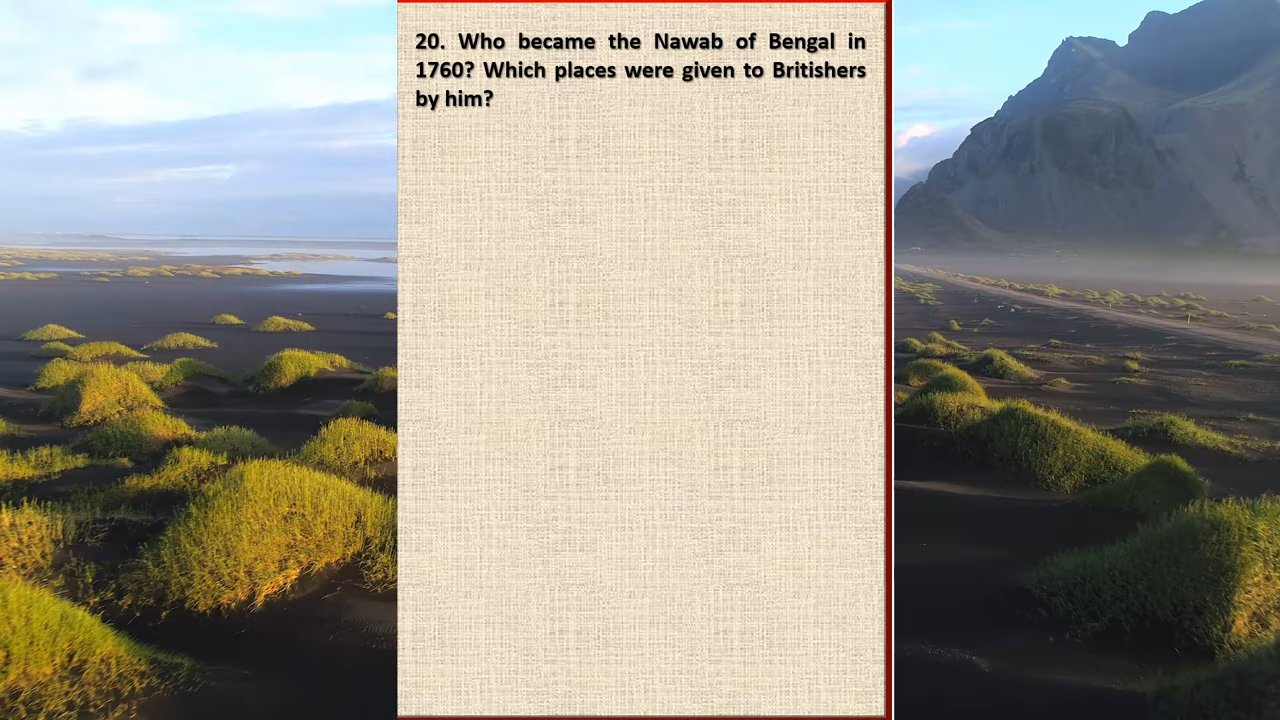 20. Who became the Nawab of Bengal in
1760? Which places were given to Britishers
by him?